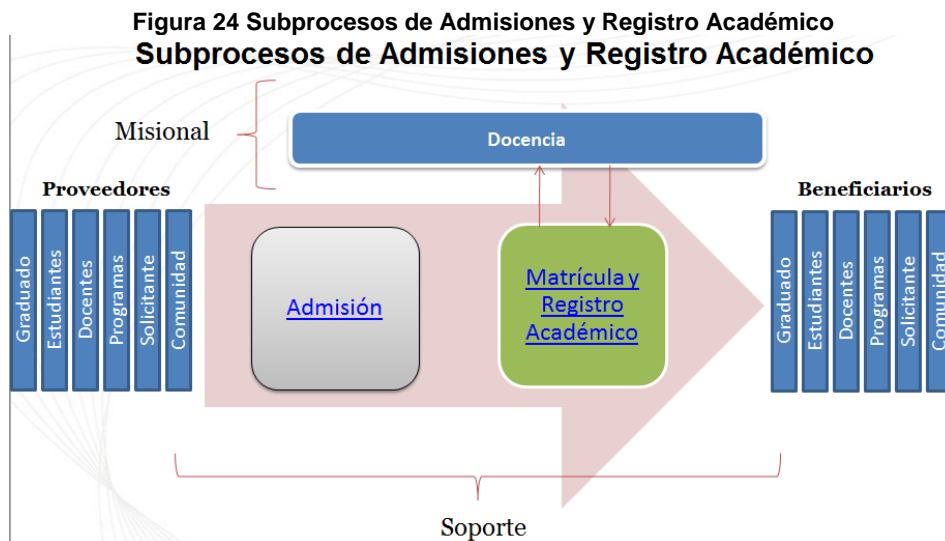 Figura 24 Subprocesos de Admisiones y Registro Académico
Subprocesos de Admisiones y Registro Académico
Misional
Docencia
Proveedores
Graduado
Estudiantes
Docentes
Programas
Solicitante
Comunidad
Admisión
Matrícula y
Registro
Académico
Beneficiarios
Graduado
Estudiantes
Docentes
Programas
Solicitante
Comunidad
Soporte